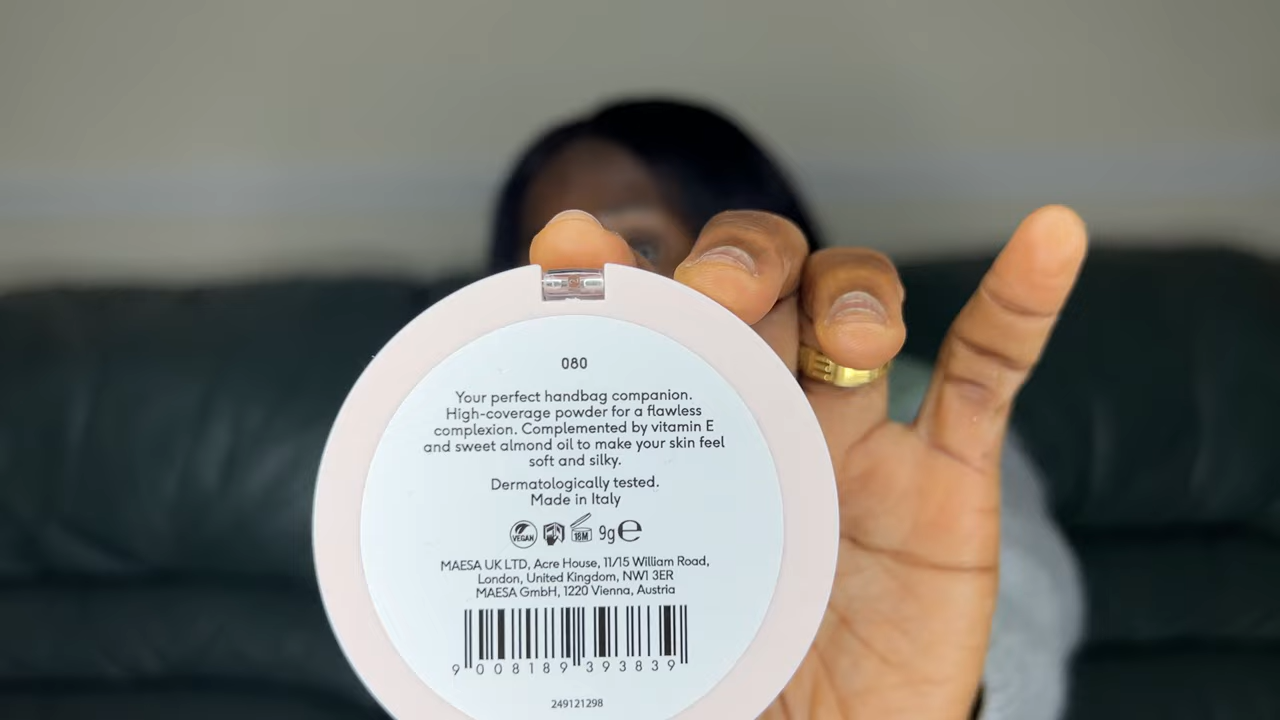 080
Your perfect handbag companion.
High-coverage powder for a flawless
complexion. Complemented by vitamin E
and sweet almond oil to make your skin feel
soft and silky.
Dermatologically tested.
Made in Italy
VEGAN 18M 9g e
MAESA UK LTD, Acre House, 11/15 William Road,
London, United Kingdom, NW1 3ER
MAESA GmbH, 1220 Vienna, Austria
9 008189 393839
249121298